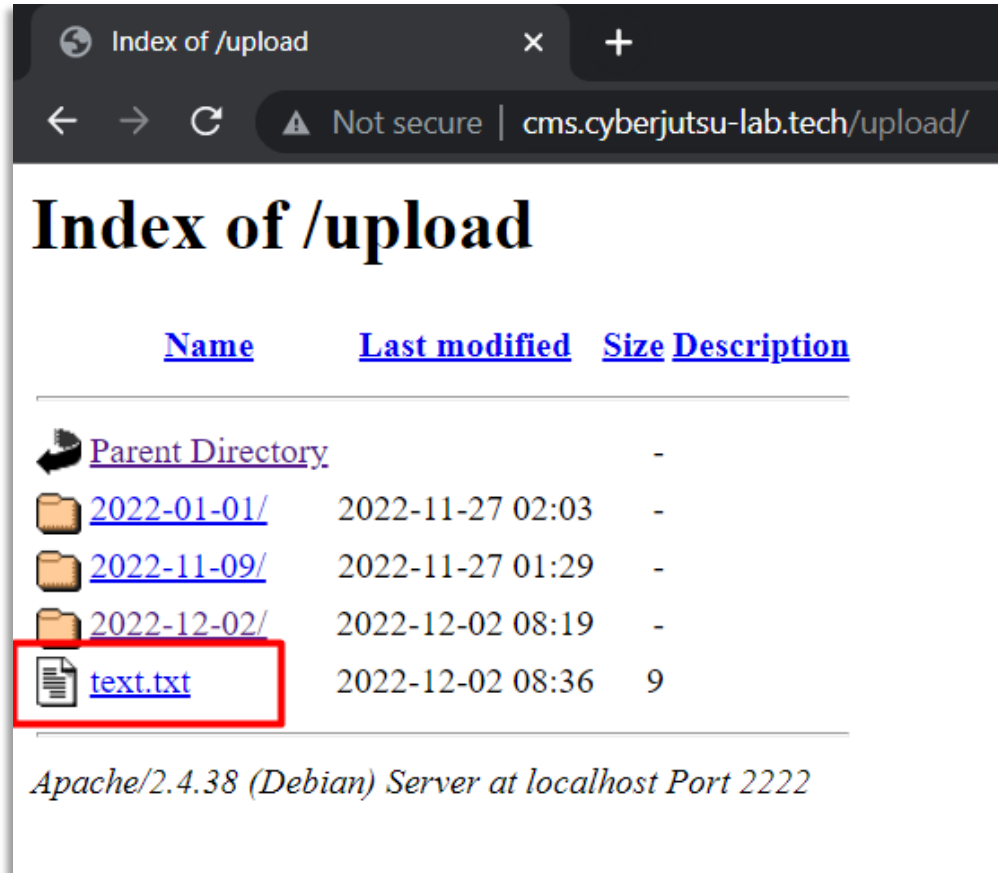 Index of /upload
Not secure | cms.cyberjutsu-lab.tech/upload/
Index of /upload
Name Last modified Size Description
Parent Directory -
2022-01-01/ 2022-11-27 02:03 -
2022-11-09/ 2022-11-27 01:29 -
2022-12-02/ 2022-12-02 08:19 -
text.txt 2022-12-02 08:36 9
Apache/2.4.38 (Debian) Server at localhost Port 2222